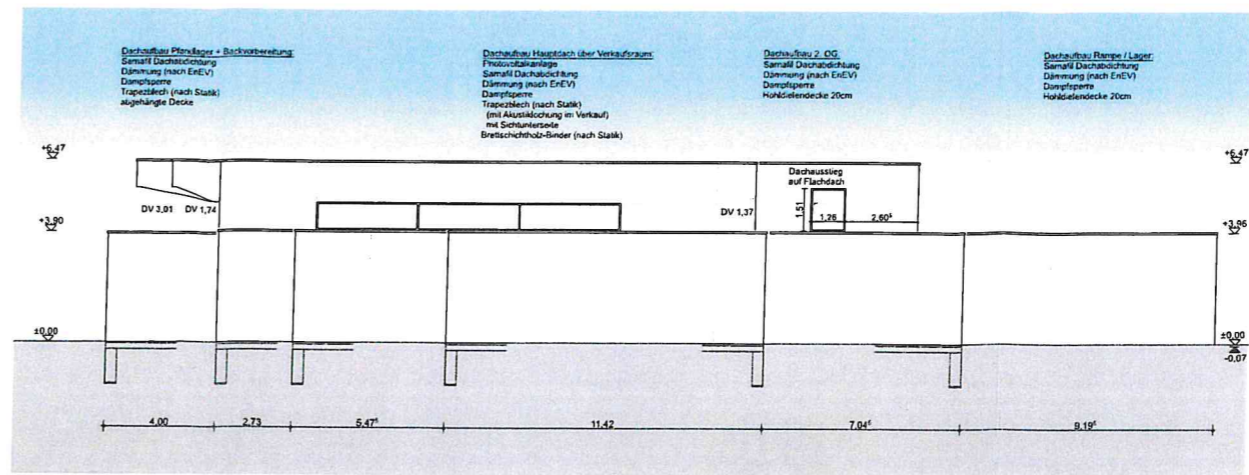 Dachaufbau Pfandlager + Backvorbereitung:
Sarnafil Dachabdichtung
Dämmung (nach EnEV)
Dampfsperre
Trapezblech (nach Statik)
abgehängte Decke
Dachaufbau Hauptdach über Verkaufsraum:
Photovoltaikanlage
Sarnafil Dachabdichtung
Dämmung (nach EnEV)
Dampfsperre
Trapezblech (nach Statik)
(mit Akustiklochung im Verkauf)
mit Sichtunterseite
Brettschichtholz-Binder (nach Statik)
Dachaufbau 2. OG:
Sarnafil Dachabdichtung
Dämmung (nach EnEV)
Dampfsperre
Hohldielendecke 20cm
Dachaufbau Rampe / Lager:
Sarnafil Dachabdichtung
Dämmung (nach EnEV)
Dampfsperre
Hohldielendecke 20cm
+6.47
+6.47
Dachausstieg
auf Flachdach
DV 3,01
DV 1,74
DV 1,37
1.51
1.26
2.60⁵
+3.90
+3.96
±0.00
±0.00
-0.07
4.00
2.73
5.47⁵
11.42
7.04⁵
9.19⁵